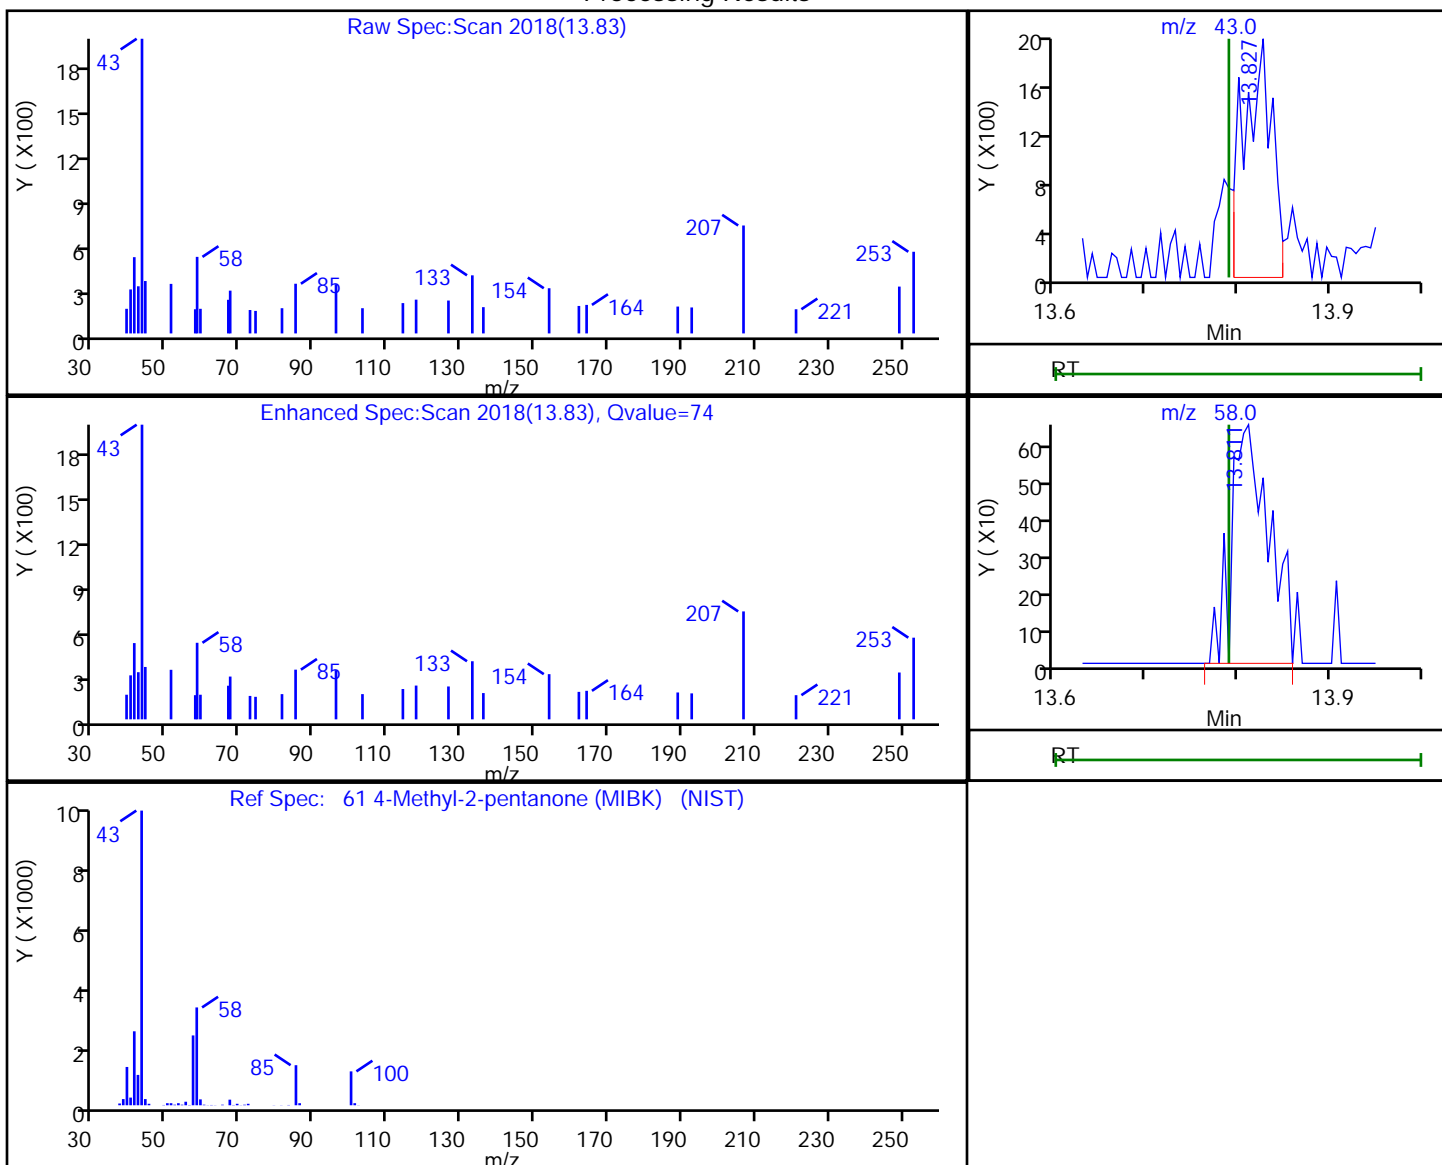 Processing Results
Raw Spec:Scan 2018(13.83)
Y ( X100)
18
15
12
9
6
3
0
43
58
85
133
154
164
207
221
253
30 50 70 90 110 130 150 170 190 210 230 250
m/z
m/z 43.0
Y ( X100)
20
16
12
8
4
0
13.827
13.6 13.9
Min
RT
Enhanced Spec:Scan 2018(13.83), Qvalue=74
Y ( X100)
18
15
12
9
6
3
0
43
58
85
133
154
164
207
221
253
30 50 70 90 110 130 150 170 190 210 230 250
m/z
m/z 58.0
Y ( X10)
60
50
40
30
20
10
0
13.811
13.6 13.9
Min
RT
Ref Spec: 61 4-Methyl-2-pentanone (MIBK) (NIST)
Y ( X1000)
10
8
6
4
2
0
43
58
85
100
30 50 70 90 110 130 150 170 190 210 230 250
m/z